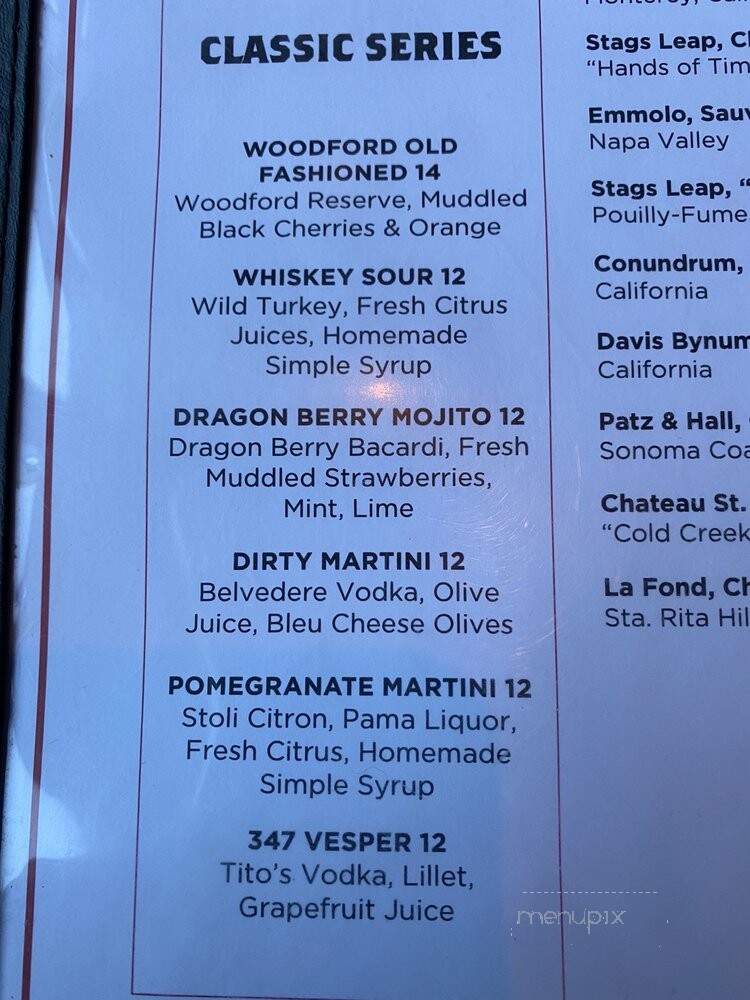 CLASSIC SERIES
WOODFORD OLD
FASHIONED 14
Woodford Reserve, Muddled
Black Cherries & Orange
WHISKEY SOUR 12
Wild Turkey, Fresh Citrus
Juices, Homemade
Simple Syrup
DRAGON BERRY MOJITO 12
Dragon Berry Bacardi, Fresh
Muddled Strawberries,
Mint, Lime
DIRTY MARTINI 12
Belvedere Vodka, Olive
Juice, Bleu Cheese Olives
POMEGRANATE MARTINI 12
Stoli Citron, Pama Liquor,
Fresh Citrus, Homemade
Simple Syrup
347 VESPER 12
Tito's Vodka, Lillet,
Grapefruit Juice
Stags Leap,
"Hands of
Emmolo,
Napa Valley
Stags Leap,
Pouilly-Fume
Conundrum,
California
Davis Bynum
California
Patz & Hall,
Sonoma
Chateau St.
"Cold Creek
La Fond,
Sta. Rita
menupix